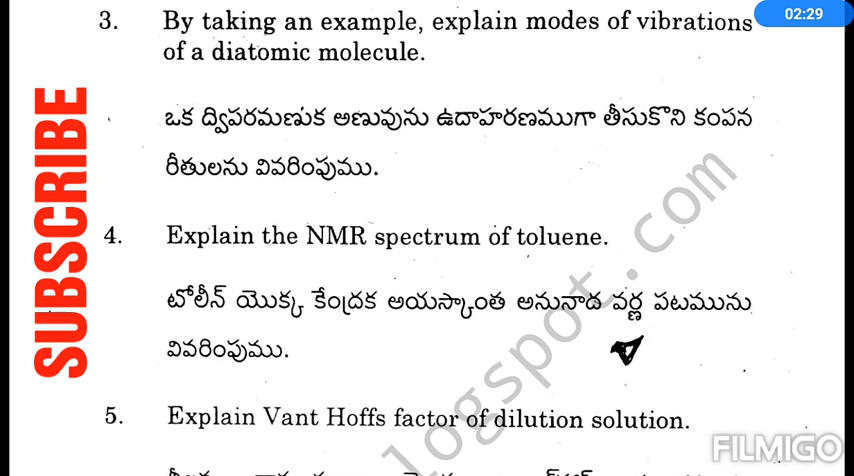 02:29
3. By taking an example, explain modes of vibrations
of a diatomic molecule.
ఒక ద్విపరమణుక అణువును ఉదాహరణముగా తీసుకొని కంపన
రీతులను వివరింపుము.
4. Explain the NMR spectrum of toluene.
టోలీన్ యొక్క కేంద్రక అయస్కాంత అనునాద వర్ణ పటమును
వివరింపుము.
5. Explain Vant Hoffs factor of dilution solution.
SUBSCRIBE
logspot.com
FILMIGO